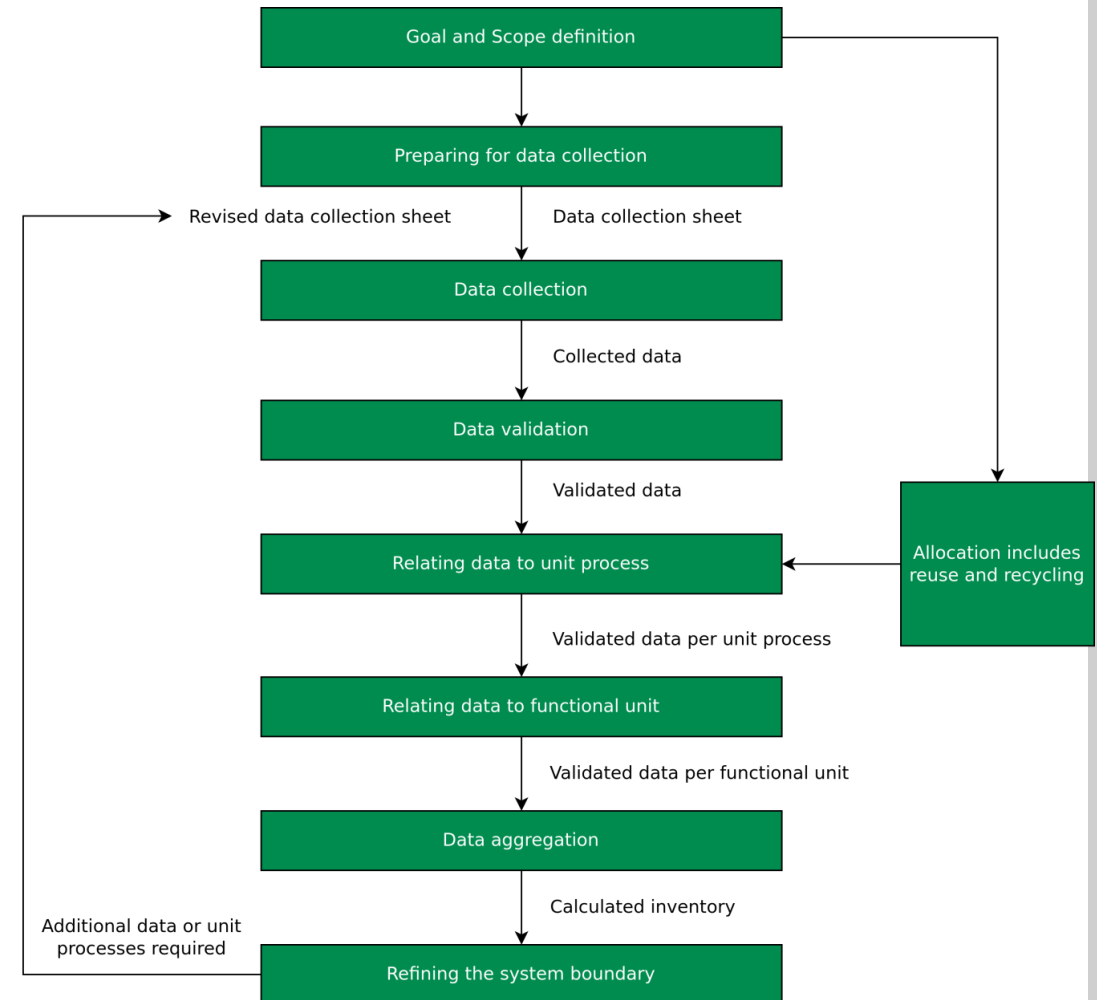 Goal and Scope definition
Preparing for data collection
Revised data collection sheet
Data collection sheet
Data collection
Collected data
Data validation
Validated data
Relating data to unit process
Allocation includes
reuse and recycling
Validated data per unit process
Relating data to functional unit
Validated data per functional unit
Data aggregation
Calculated inventory
Additional data or unit
processes required
Refining the system boundary